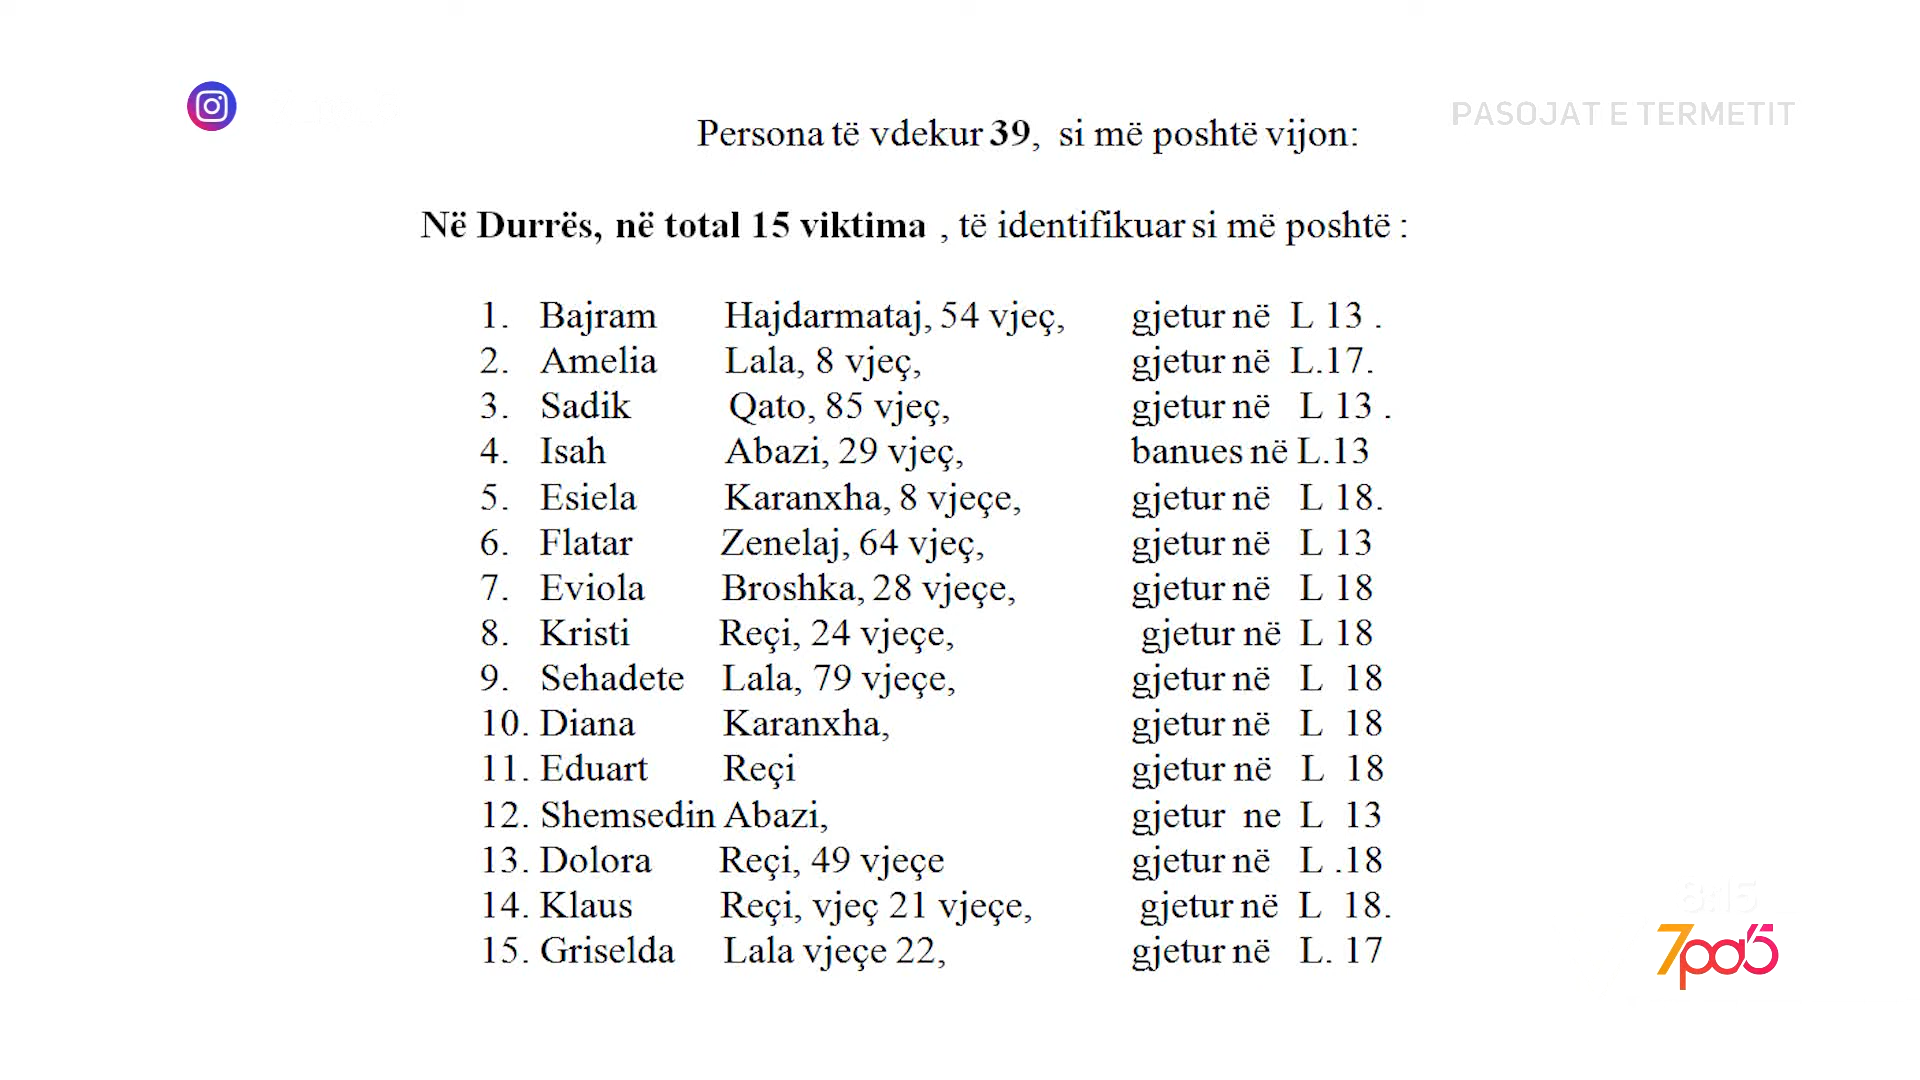 PASOJAT E TERMETIT
Persona të vdekur 39, si më poshtë vijon:
Në Durrës, në total 15 viktima , të identifikuar si më poshtë :
1. Bajram Hajdarmataj, 54 vjeç, gjetur në L 13 .
2. Amelia Lala, 8 vjeç, gjetur në L.17.
3. Sadik Qato, 85 vjeç, gjetur në L 13 .
4. Isah Abazi, 29 vjeç, banues në L.13
5. Esiela Karanxha, 8 vjeçe, gjetur në L 18.
6. Flatar Zenelaj, 64 vjeç, gjetur në L 13
7. Eviola Broshka, 28 vjeçe, gjetur në L 18
8. Kristi Reçi, 24 vjeçe, gjetur në L 18
9. Sehadete Lala, 79 vjeçe, gjetur në L 18
10. Diana Karanxha, gjetur në L 18
11. Eduart Reçi gjetur në L 18
12. Shemsedin Abazi, gjetur ne L 13
13. Dolora Reçi, 49 vjeçe gjetur në L .18
14. Klaus Reçi, vjeç 21 vjeçe, gjetur në L 18.
15. Griselda Lala vjeçe 22, gjetur në L. 17
8:15
7pa5